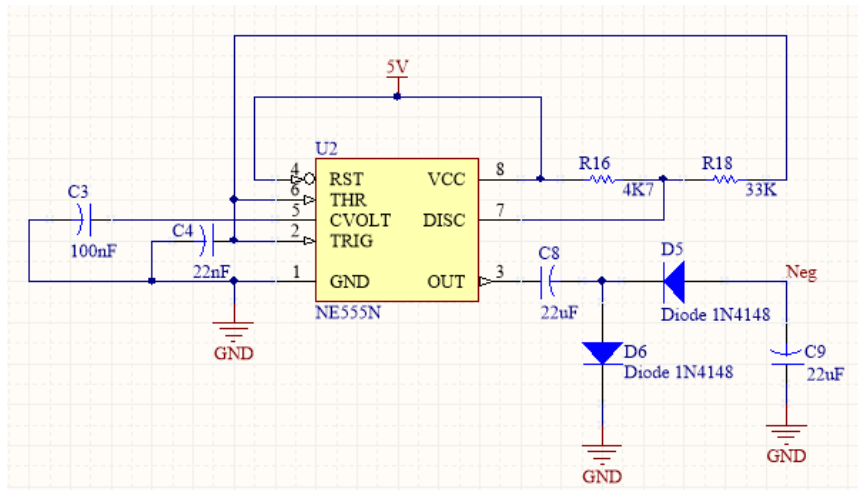 5V
U2
4
RST
VCC
8
R16
4K7
R18
33K
6
THR
C3
100nF
5
CVOLT
DISC
7
C4
22nF
2
TRIG
1
GND
OUT
3
NE555N
C8
22uF
D5
Diode 1N4148
Neg
D6
Diode 1N4148
C9
22uF
GND
GND
GND